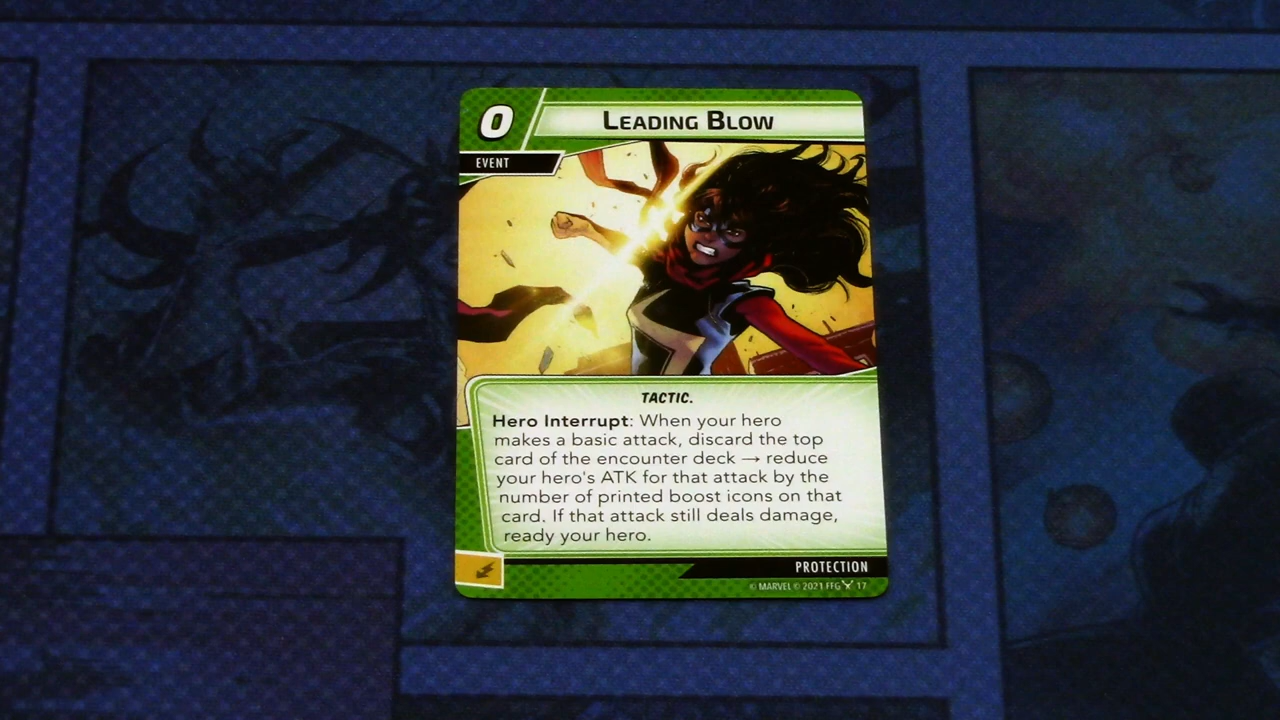 0
LEADING BLOW
EVENT
TACTIC.
Hero Interrupt: When your hero
makes a basic attack, discard the top
card of the encounter deck → reduce
your hero's ATK for that attack by the
number of printed boost icons on that
card. If that attack still deals damage,
ready your hero.
PROTECTION
© MARVEL © 2021 FFG 17